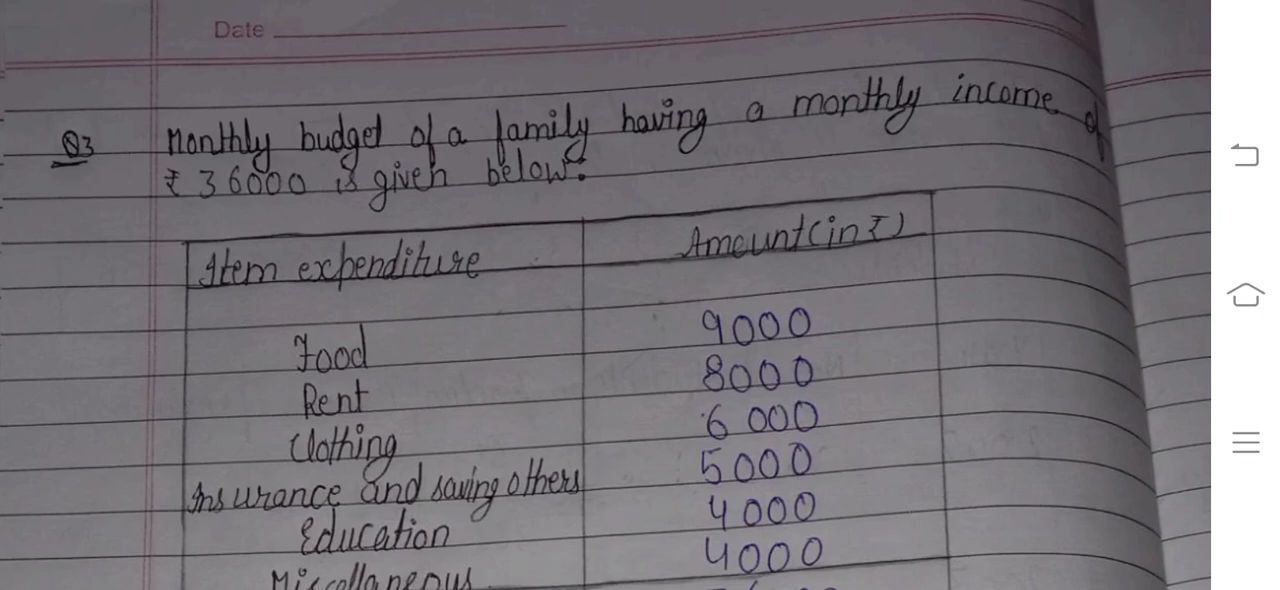 Date
Q3 Monthly budget of a family having a monthly income of
₹ 36000 is given below:
Item expenditure Amount (in ₹)
Food 9000
Rent 8000
Clothing 6000
Insurance and saving others 5000
Education 4000
Miscellaneous 4000